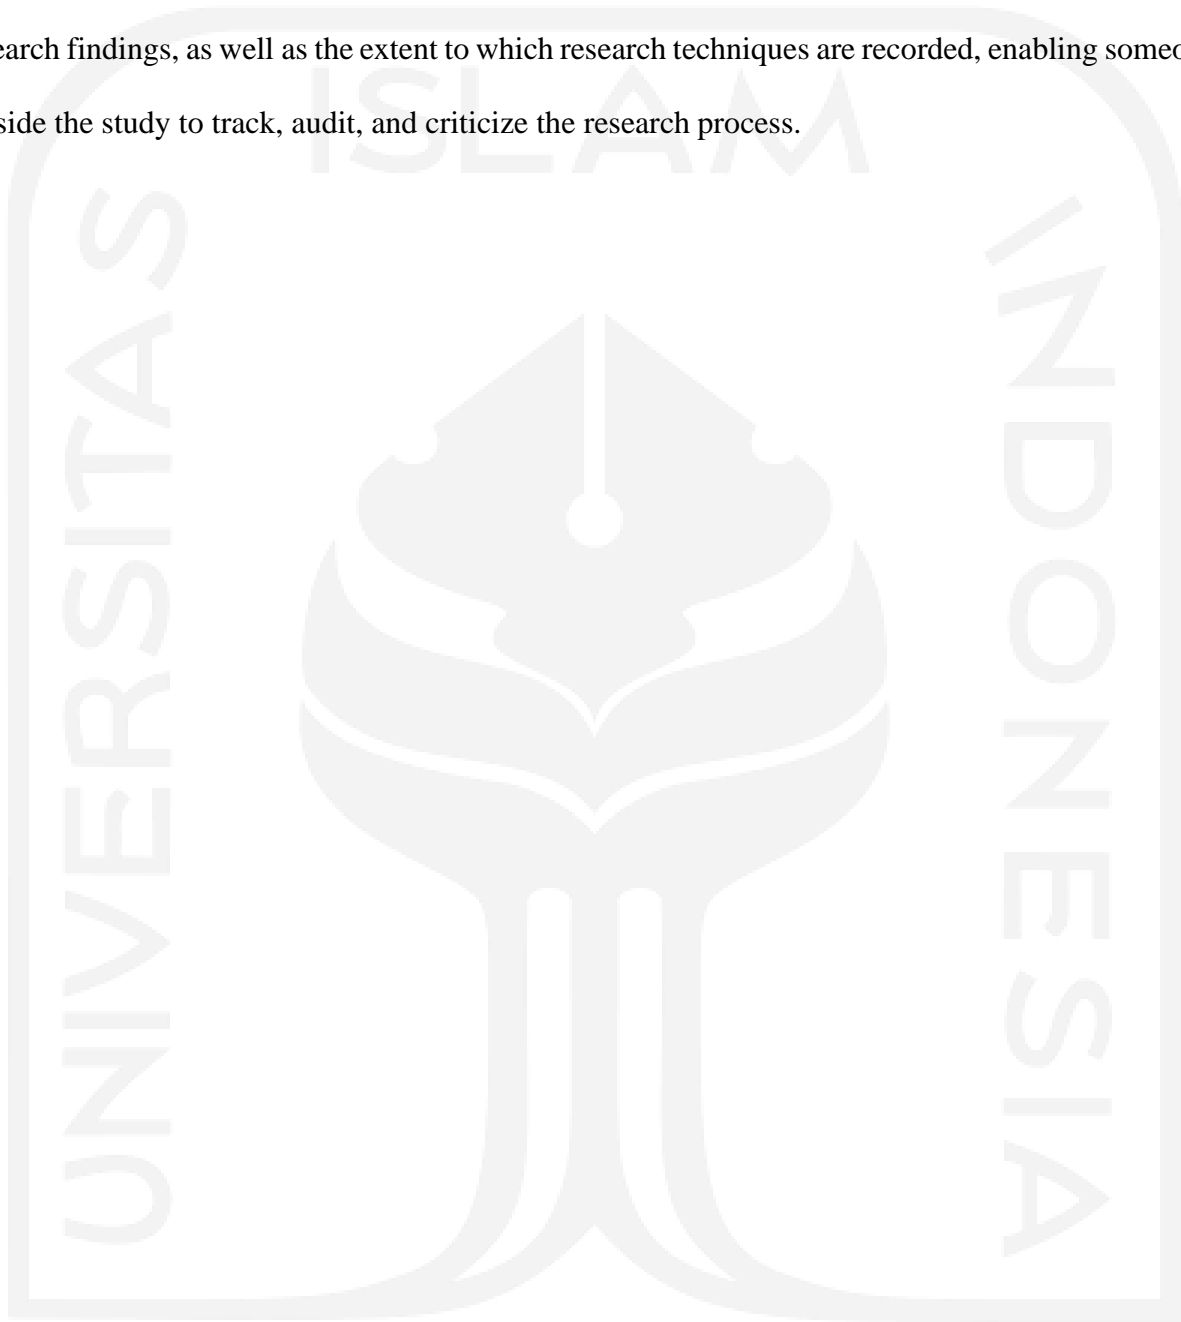 earch findings, as well as the extent to which research techniques are recorded, enabling someo
side the study to track, audit, and criticize the research process.
ISLAM
UNIVERSITAS
INDONESIA